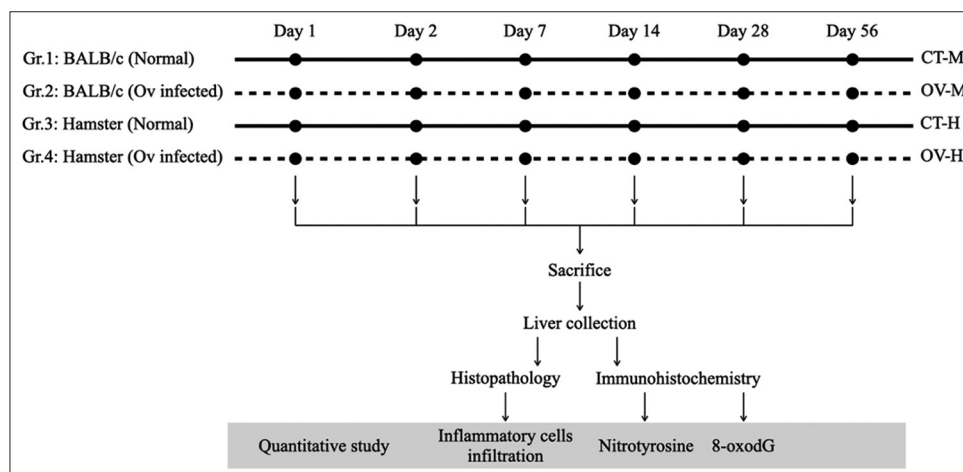 Day 1 Day 2 Day 7 Day 14 Day 28 Day 56
Gr.1: BALB/c (Normal) CT-M
Gr.2: BALB/c (Ov infected) OV-M
Gr.3: Hamster (Normal) CT-H
Gr.4: Hamster (Ov infected) OV-H
Sacrifice
Liver collection
Histopathology Immunohistochemistry
Quantitative study Inflammatory cells infiltration Nitrotyrosine 8-oxodG